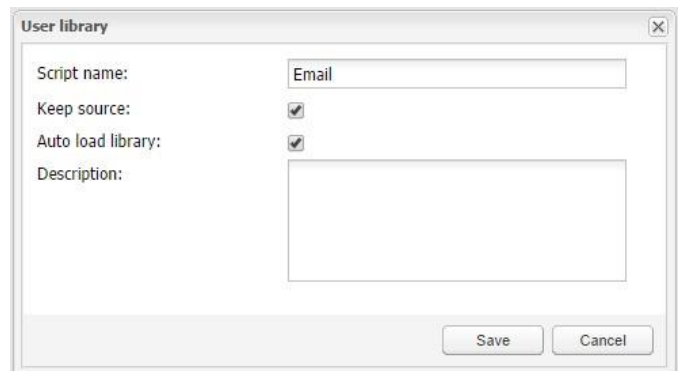 User library
Script name: Email
Keep source:
Auto load library:
Description:
Save Cancel